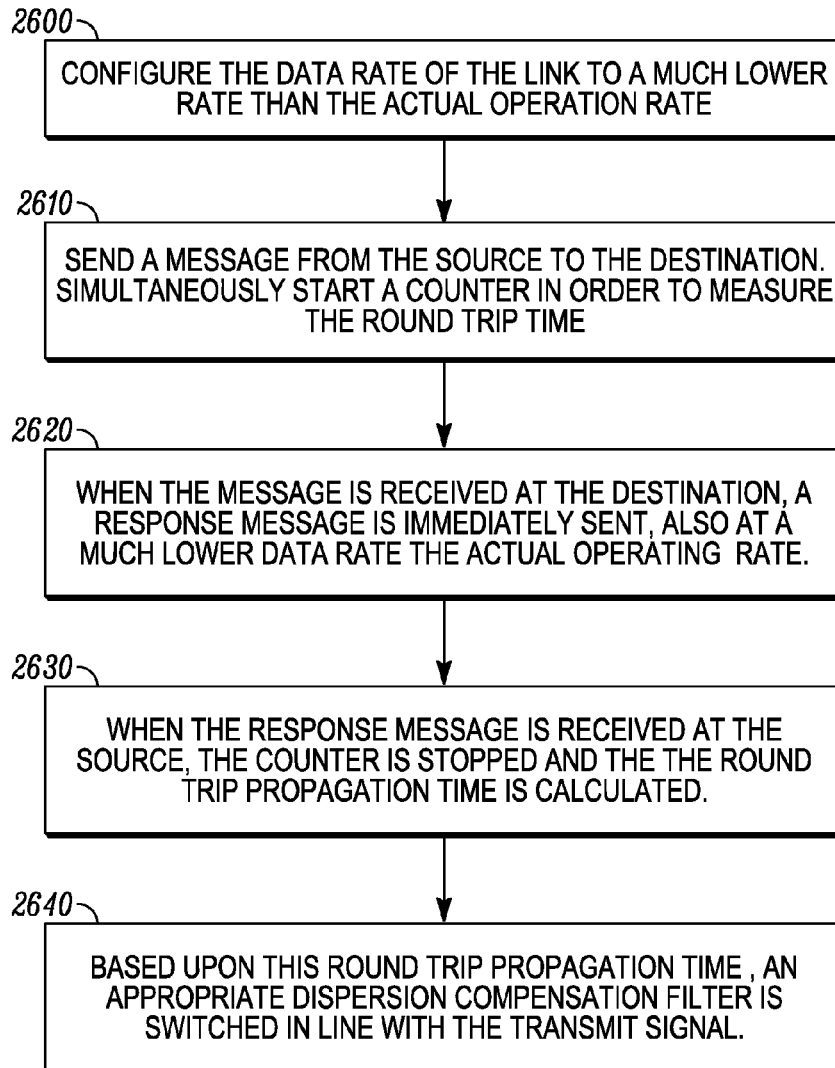 2600
CONFIGURE THE DATA RATE OF THE LINK TO A MUCH LOWER
RATE THAN THE ACTUAL OPERATION RATE
2610
SEND A MESSAGE FROM THE SOURCE TO THE DESTINATION.
SIMULTANEOUSLY START A COUNTER IN ORDER TO MEASURE
THE ROUND TRIP TIME
2620
WHEN THE MESSAGE IS RECEIVED AT THE DESTINATION, A
RESPONSE MESSAGE IS IMMEDIATELY SENT, ALSO AT A
MUCH LOWER DATA RATE THE ACTUAL OPERATING RATE.
2630
WHEN THE RESPONSE MESSAGE IS RECEIVED AT THE
SOURCE, THE COUNTER IS STOPPED AND THE THE ROUND
TRIP PROPAGATION TIME IS CALCULATED.
2640
BASED UPON THIS ROUND TRIP PROPAGATION TIME , AN
APPROPRIATE DISPERSION COMPENSATION FILTER IS
SWITCHED IN LINE WITH THE TRANSMIT SIGNAL.